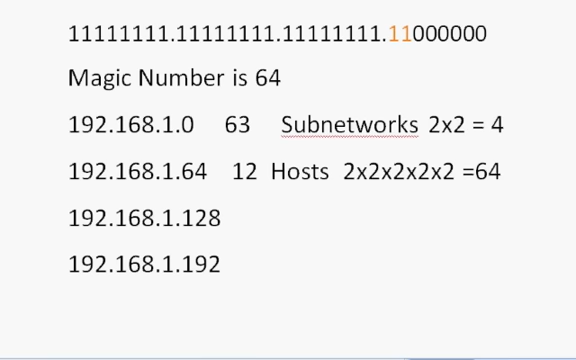 11111111.11111111.11111111.11000000
Magic Number is 64
192.168.1.0 63 Subnetworks 2x2 = 4
192.168.1.64 12 Hosts 2x2x2x2x2 =64
192.168.1.128
192.168.1.192